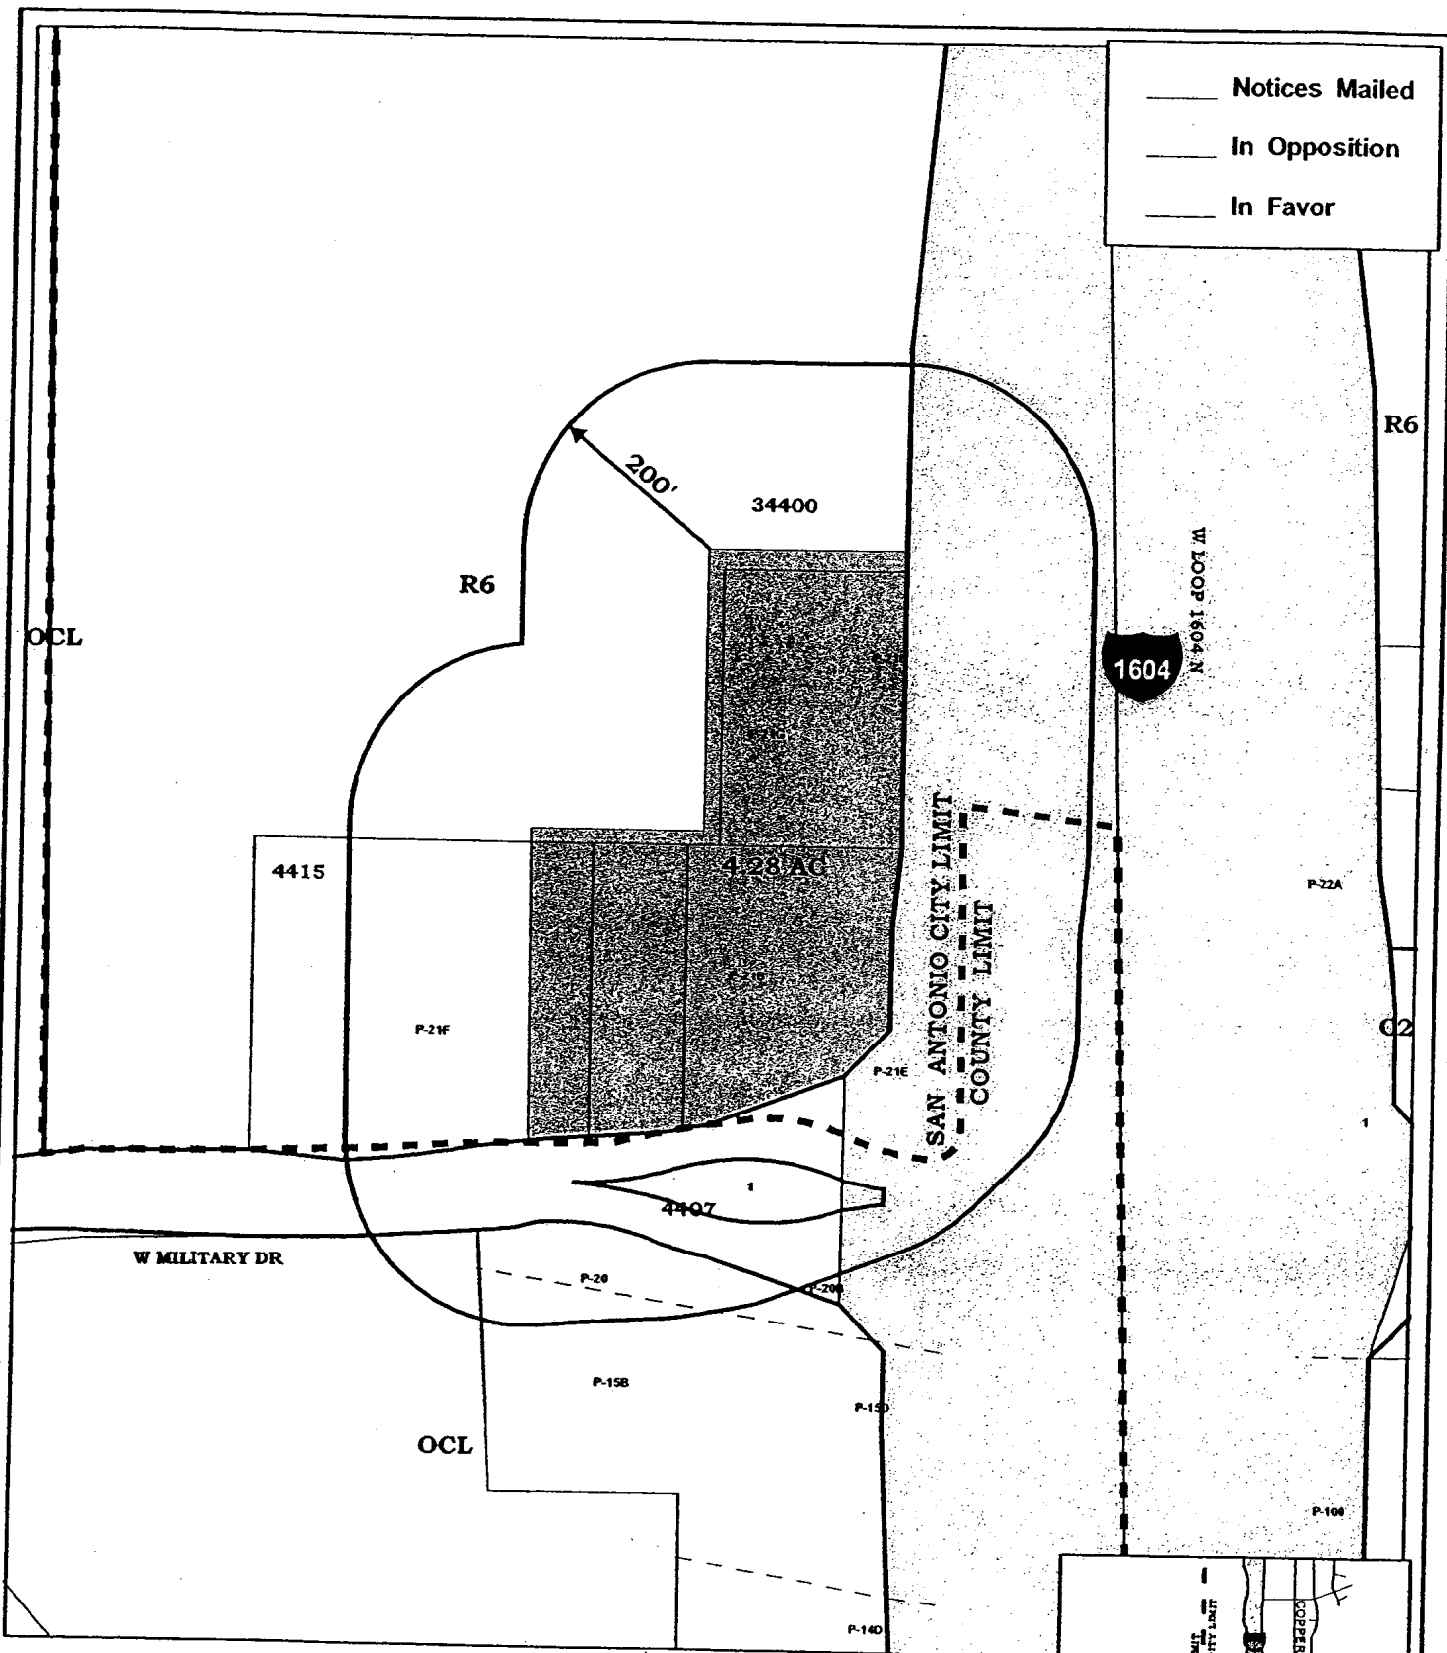 Notices Mailed
In Opposition
In Favor
R6
200'
34400
R6
OCL
W LOOP 1604 N
1604
SAN ANTONIO CITY LIMIT
COUNTY LIMIT
4.28 AC
4415
P-22A
P-21F
C2
P-21E
1
1
4407
W MILITARY DR
P-20
P-15B
OCL
P-100
P-14D
COPPER